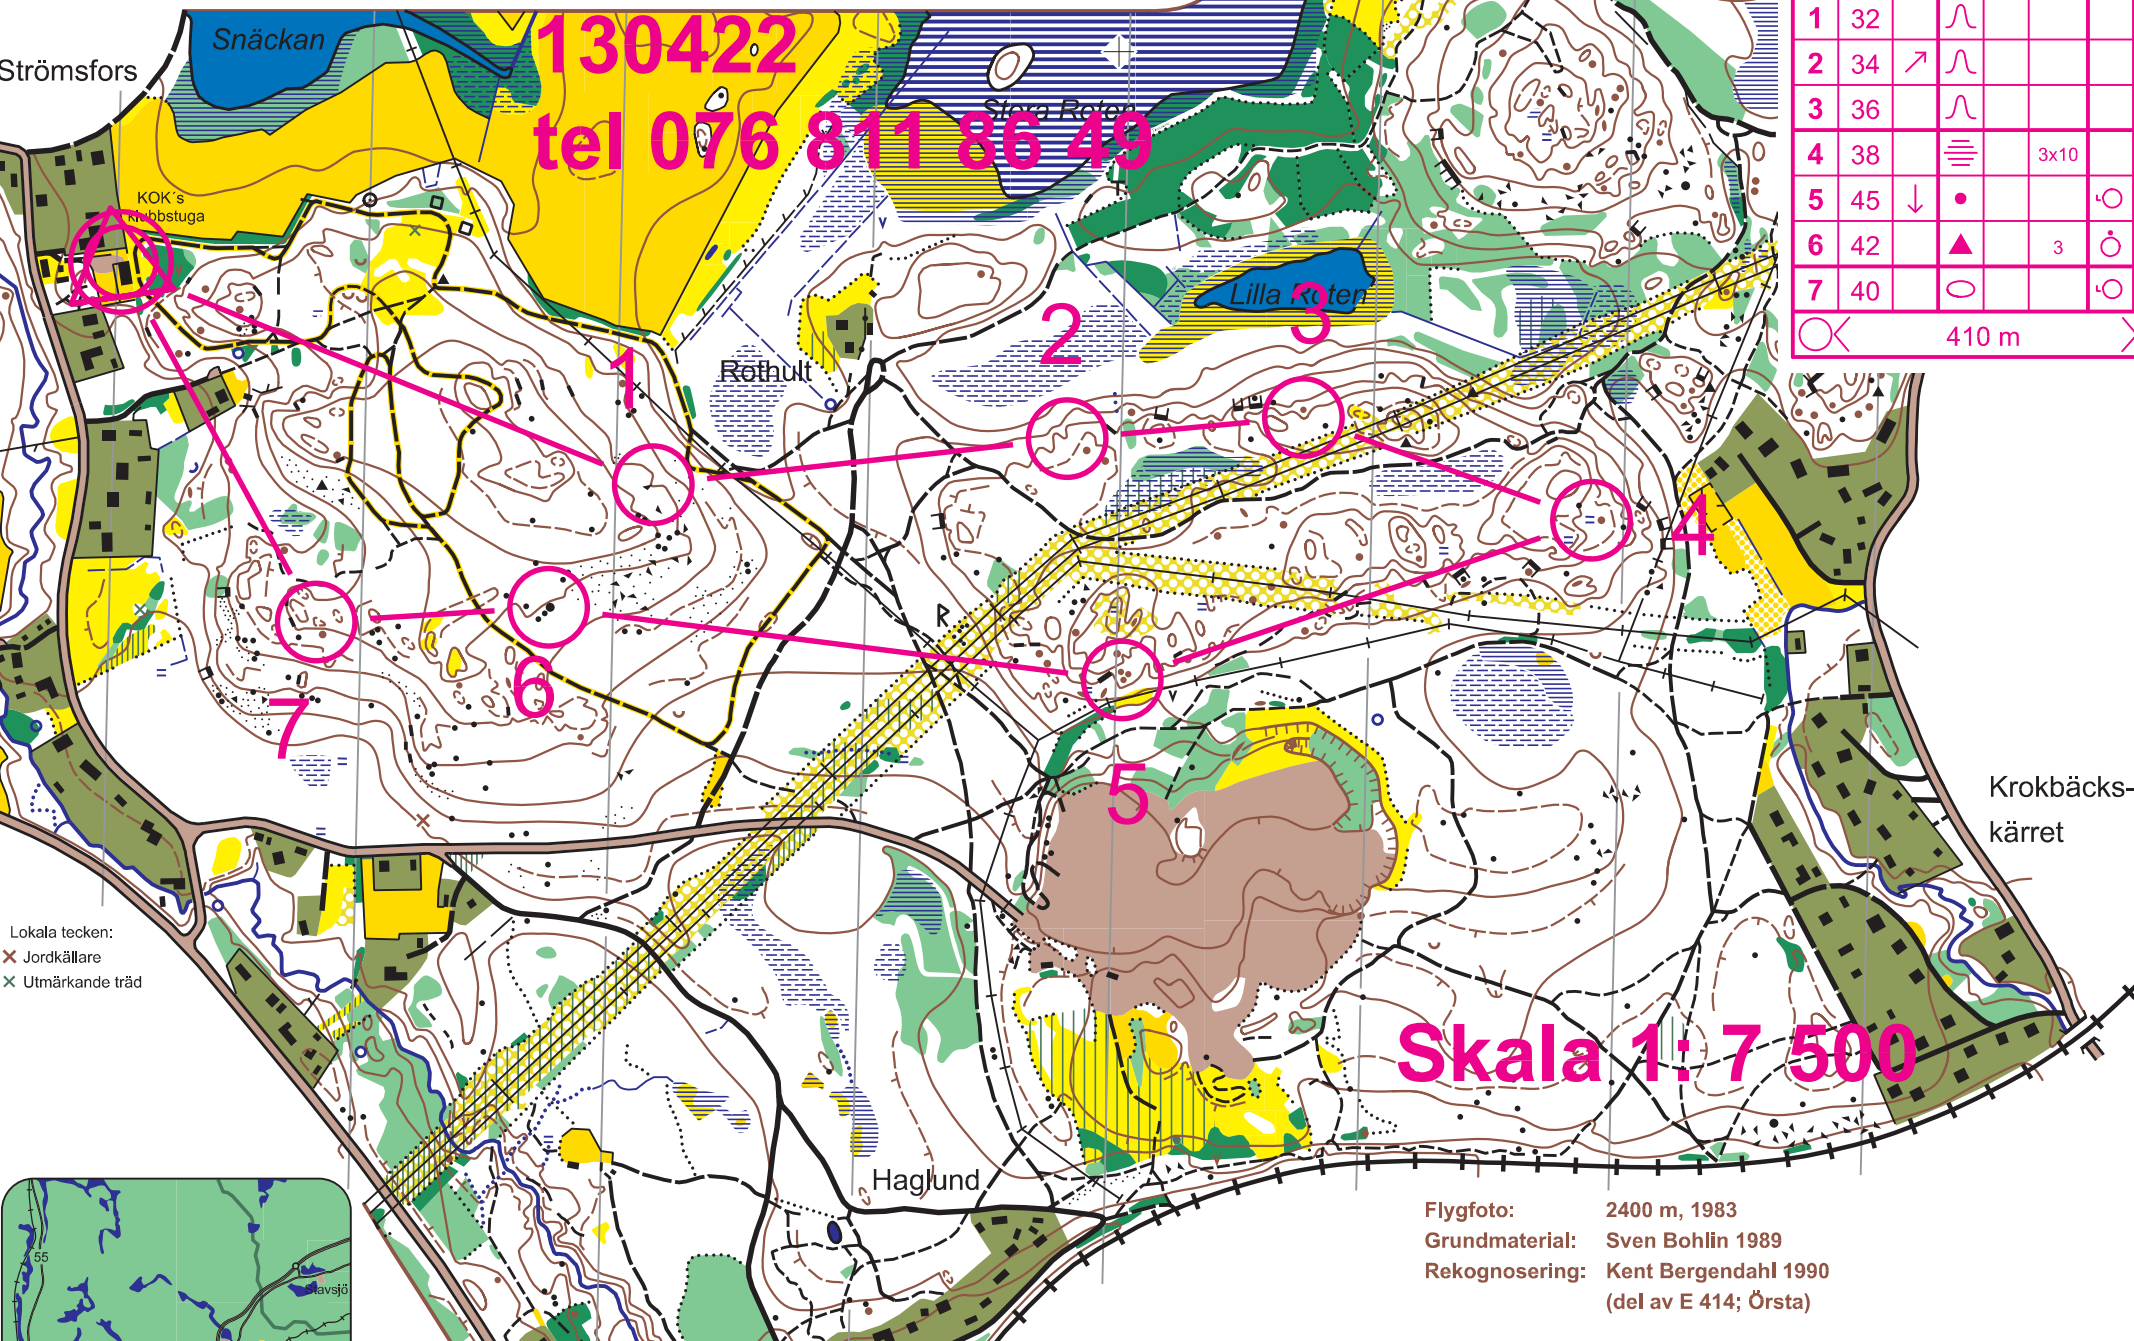 Snäckan
Strömsfors
130422
tel 076 811 86 49
Stora Roten
KOK´s
klubbstuga
Lilla Roten
Rothult
1
2
3
4
5
6
7
1 32
2 34
3 36
4 38 3x10
5 45
6 42 3
7 40
410 m
Krokbäcks-
kärret
Lokala tecken:
× Jordkällare
× Utmärkande träd
Skala 1: 7 500
Haglund
Flygfoto: 2400 m, 1983
Grundmaterial: Sven Bohlin 1989
Rekognosering: Kent Bergendahl 1990
(del av E 414; Örsta)
55
Slavsjö